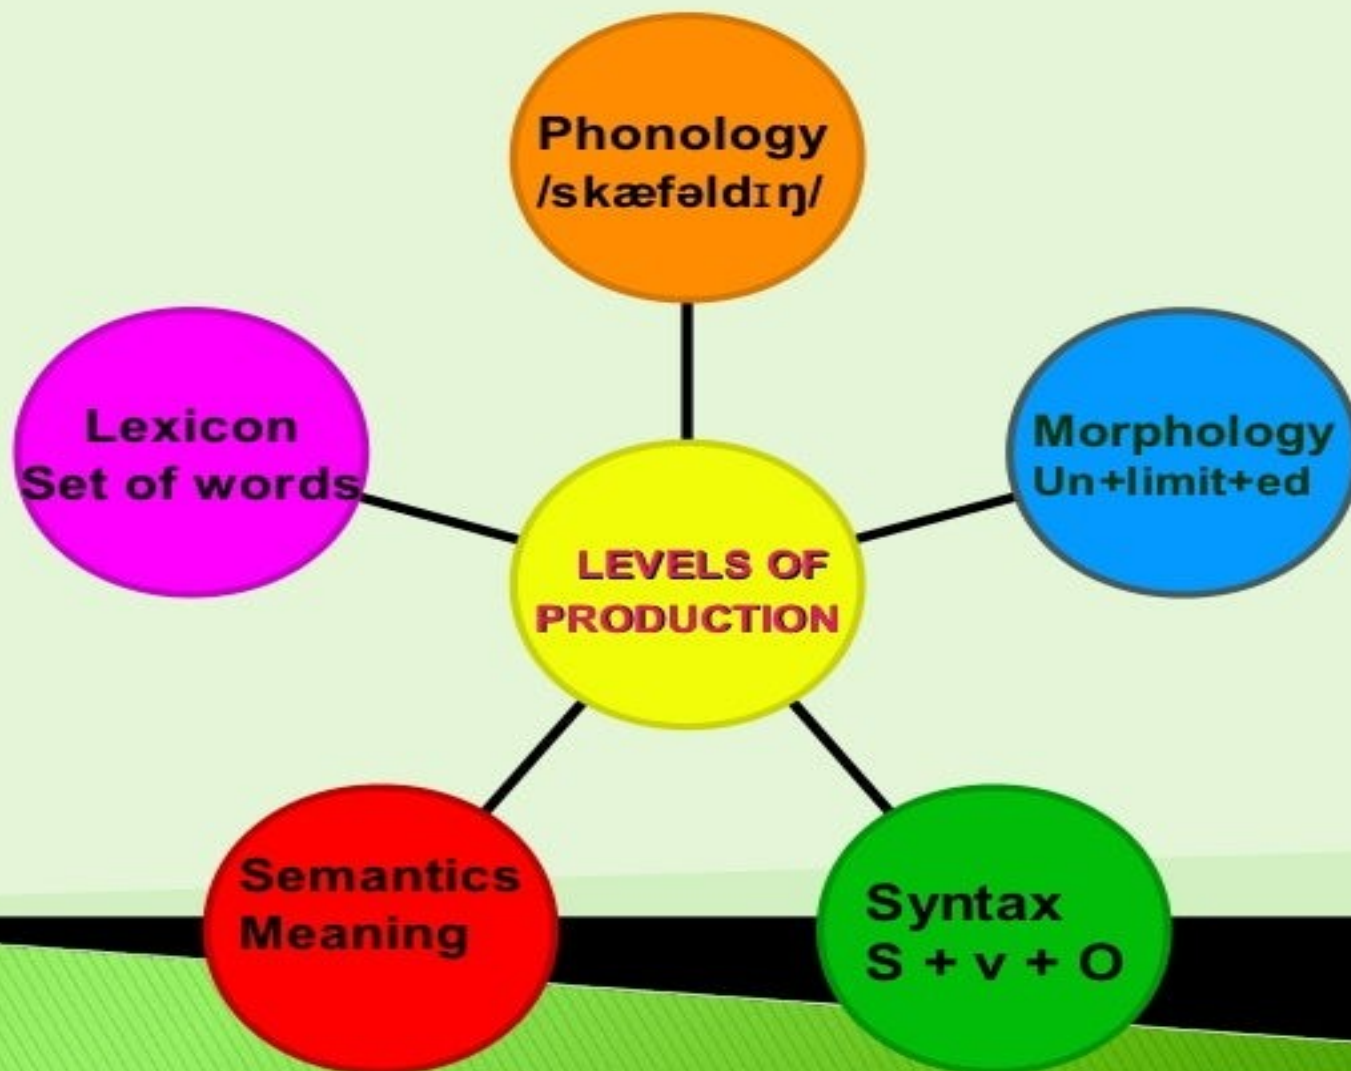 Phonology
/skæfəldɪŋ/
Lexicon
Set of words
Morphology
Un+limit+ed
LEVELS OF
PRODUCTION
Semantics
Meaning
Syntax
S + v + O